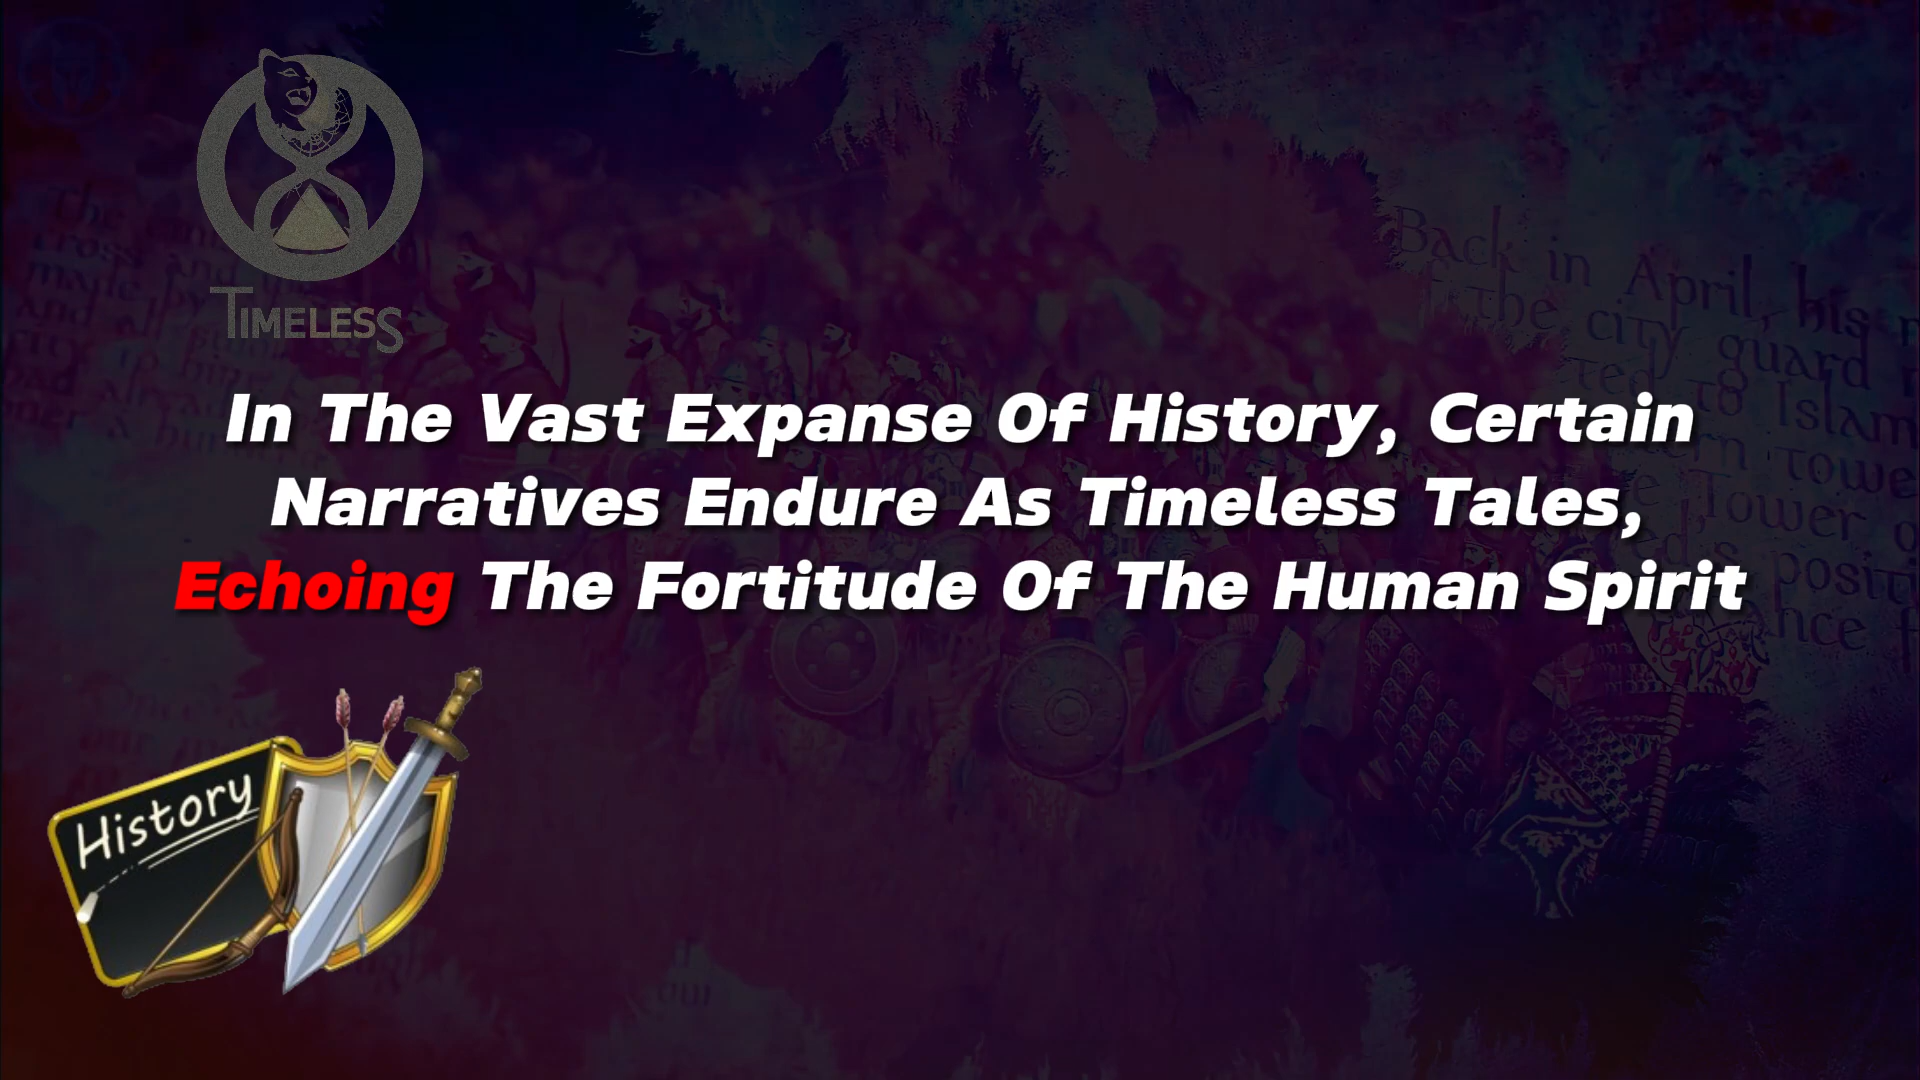 TIMELESS
Back in April, his
the city guard
to Islam
Tower
In The Vast Expanse Of History, Certain
Narratives Endure As Timeless Tales,
Echoing The Fortitude Of The Human Spirit
History